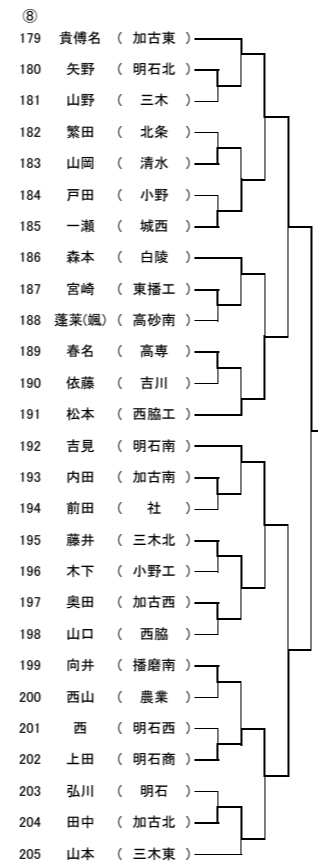 ⑧
179 貴傅名 ( 加古東 )
180 矢野 ( 明石北 )
181 山野 ( 三木 )
182 繁田 ( 北条 )
183 山岡 ( 清水 )
184 戸田 ( 小野 )
185 一瀬 ( 城西 )
186 森本 ( 白陵 )
187 宮崎 ( 東播工 )
188 蓬莱(颯) ( 高砂南 )
189 春名 ( 高専 )
190 依藤 ( 吉川 )
191 松本 ( 西脇工 )
192 吉見 ( 明石南 )
193 内田 ( 加古南 )
194 前田 ( 社 )
195 藤井 ( 三木北 )
196 木下 ( 小野工 )
197 奥田 ( 加古西 )
198 山口 ( 西脇 )
199 向井 ( 播磨南 )
200 西山 ( 農業 )
201 西 ( 明石西 )
202 上田 ( 明石商 )
203 弘川 ( 明石 )
204 田中 ( 加古北 )
205 山本 ( 三木東 )